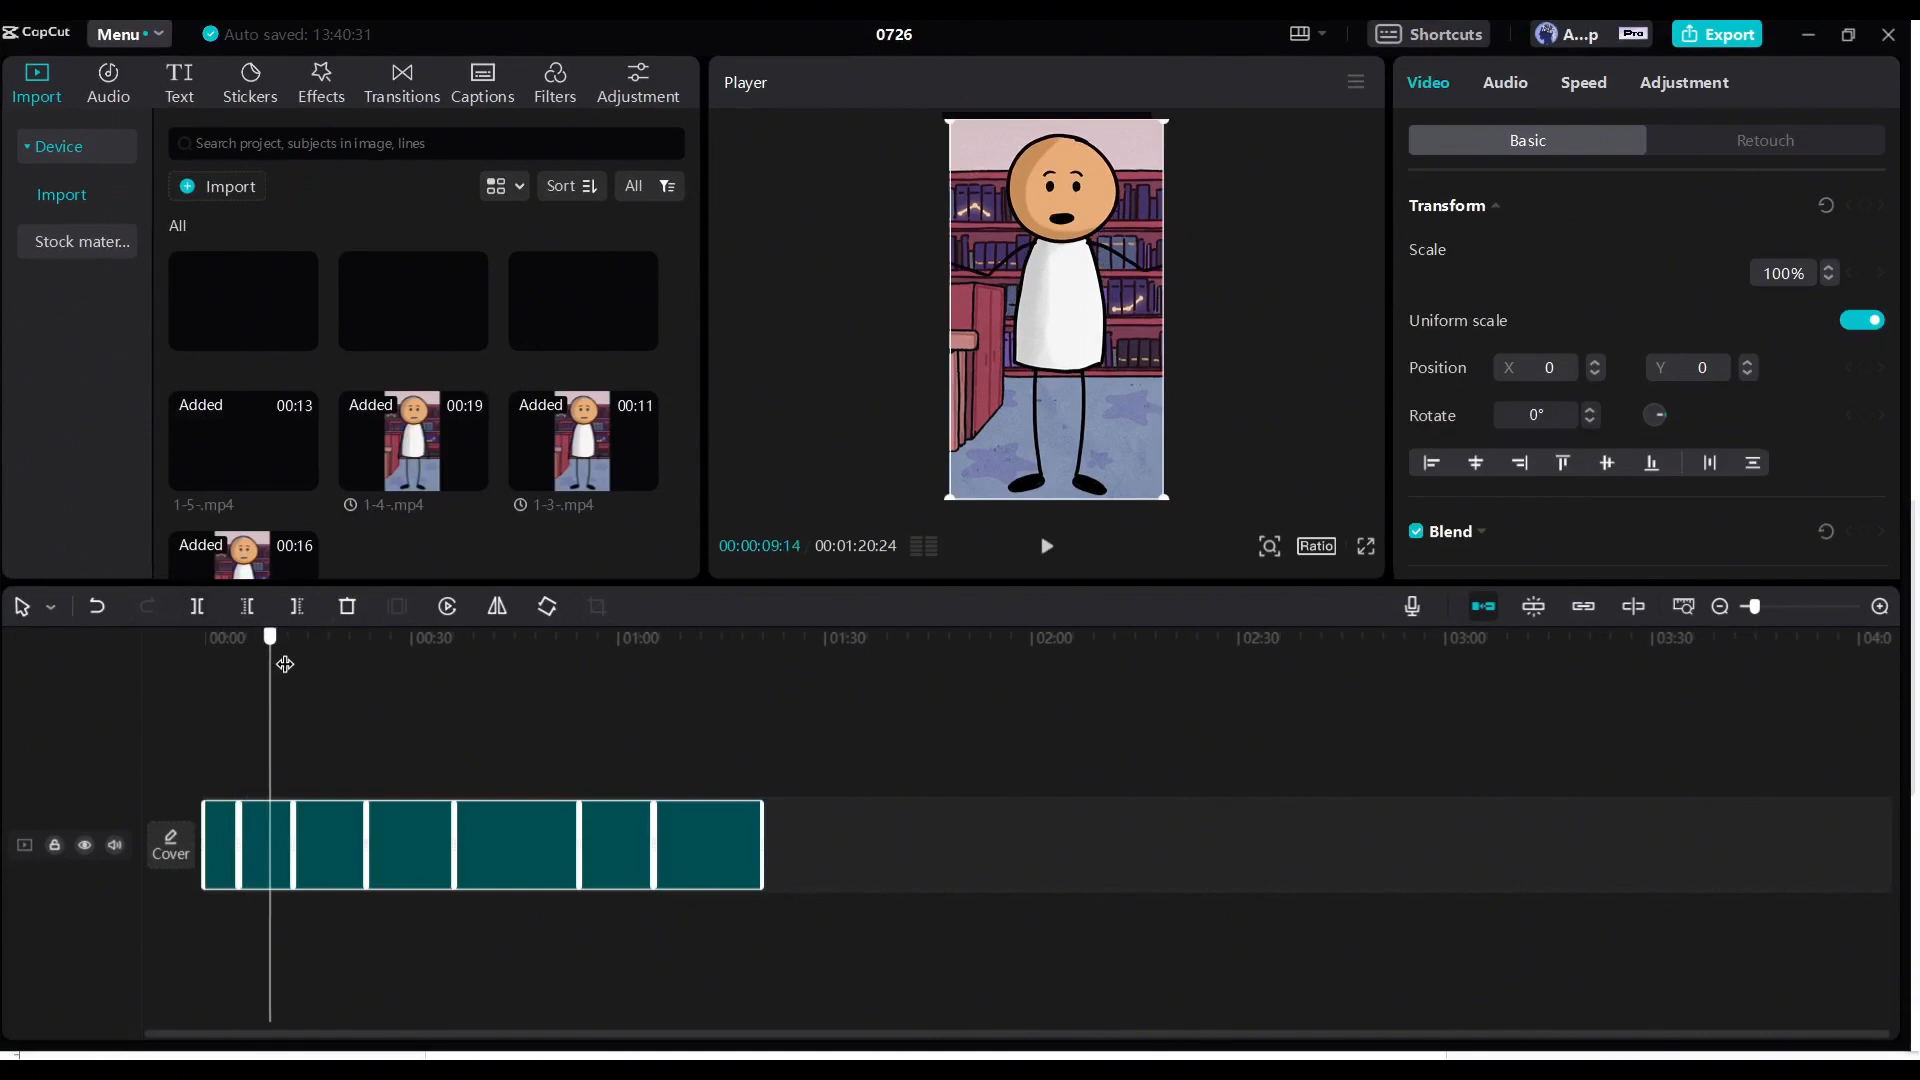 CapCut Menu Auto saved: 13:40:31 0726 Shortcuts A...p Pro Export
Import Audio Text Stickers Effects Transitions Captions Filters Adjustment
Device
Import
Stock mater...
Search project, subjects in image, lines
Import Sort All
All
Added 00:13 Added 00:19 Added 00:11
1-5-.mp4 1-4-.mp4 1-3-.mp4
Added 00:16
Player
00:00:09:14 00:01:20:24 Ratio
Video Audio Speed Adjustment
Basic Retouch
Transform
Scale
100%
Uniform scale
Position X 0 Y 0
Rotate 0°
Blend
00:00 00:30 01:00 01:30 02:00 02:30 03:00 03:30 04:0
Cover